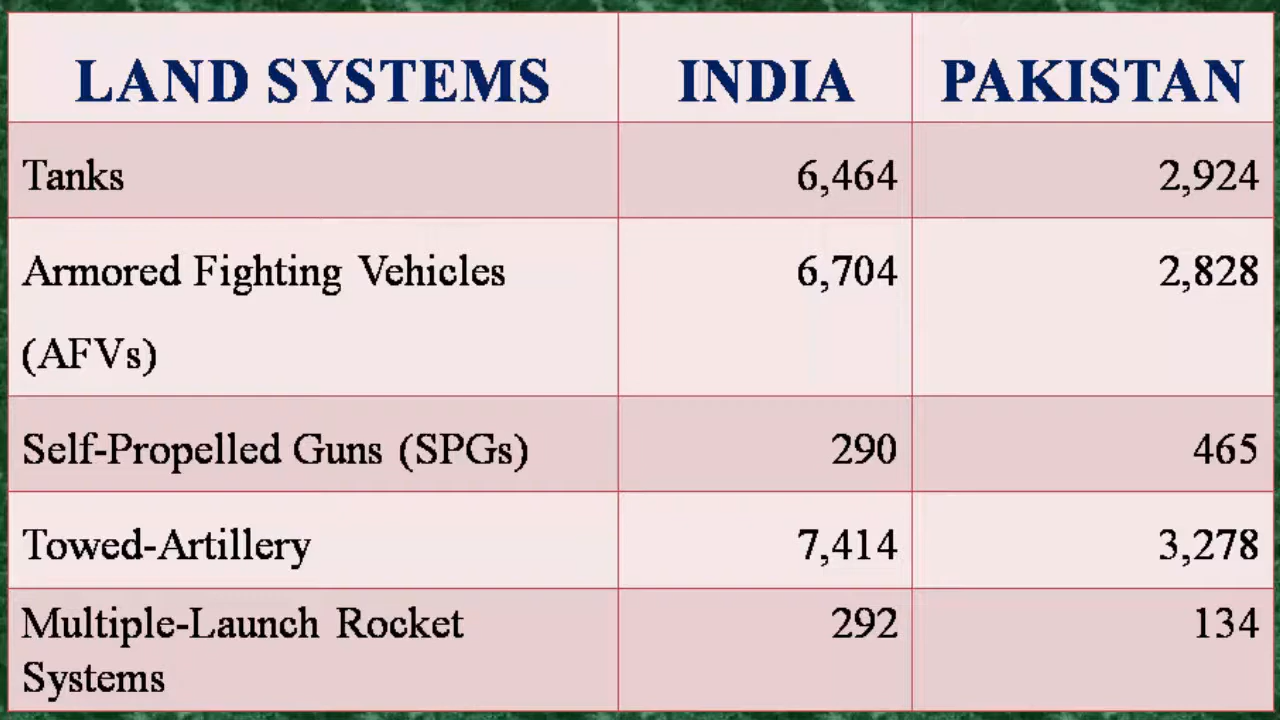 LAND SYSTEMS INDIA PAKISTAN
Tanks 6,464 2,924
Armored Fighting Vehicles 6,704 2,828
(AFVs)
Self-Propelled Guns (SPGs) 290 465
Towed-Artillery 7,414 3,278
Multiple-Launch Rocket 292 134
Systems